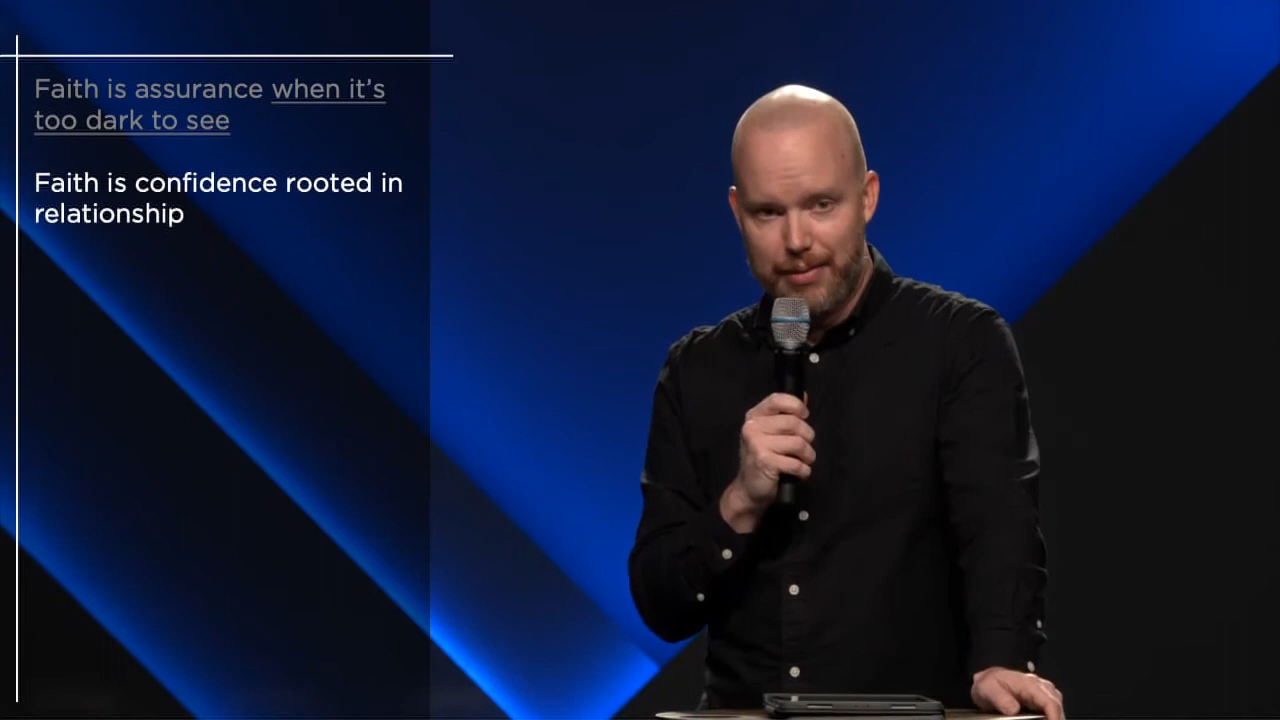 Faith is assurance when it's
too dark to see
Faith is confidence rooted in
relationship